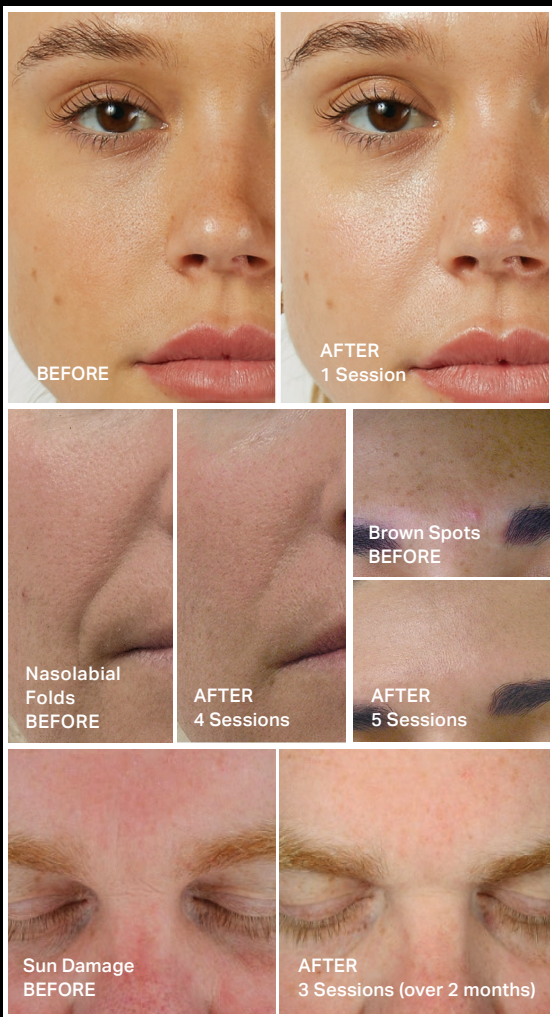 BEFORE
AFTER
1 Session
Nasolabial
Folds
BEFORE
AFTER
4 Sessions
Brown Spots
BEFORE
AFTER
5 Sessions
Sun Damage
BEFORE
AFTER
3 Sessions (over 2 months)